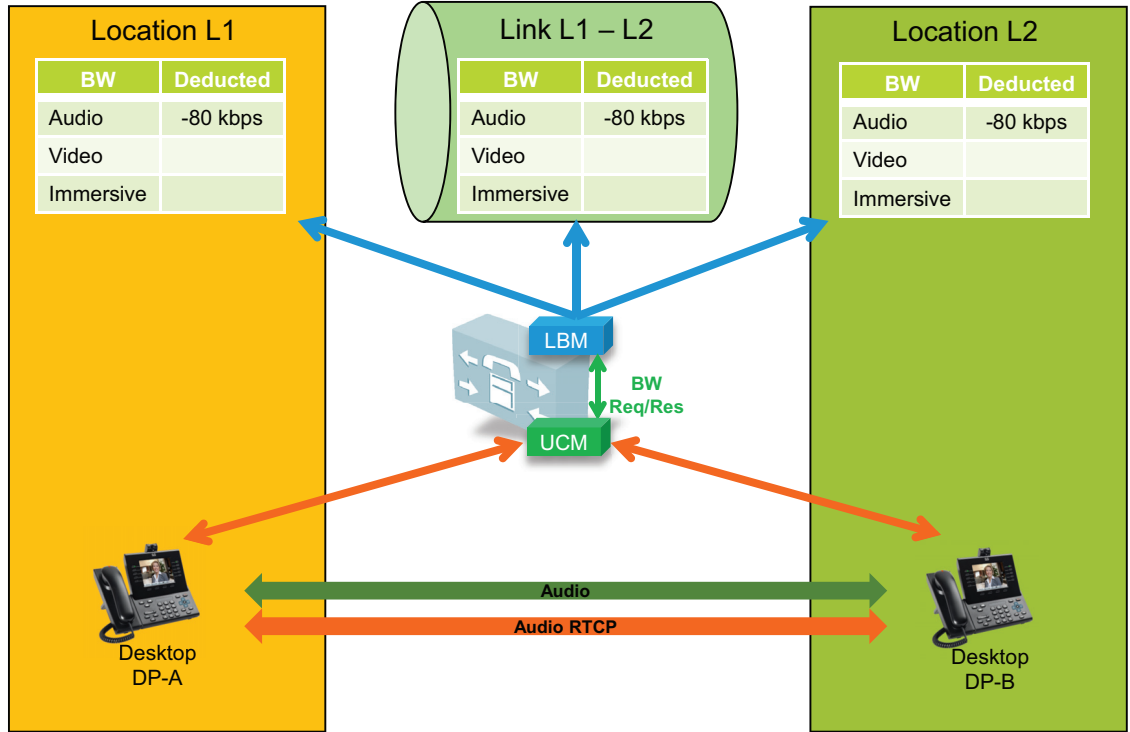 Location L1
BW Deducted
Audio -80 kbps
Video
Immersive
Link L1 – L2
BW Deducted
Audio -80 kbps
Video
Immersive
Location L2
BW Deducted
Audio -80 kbps
Video
Immersive
LBM
BW
Req/Res
UCM
Audio
Audio RTCP
Desktop
DP-A
Desktop
DP-B